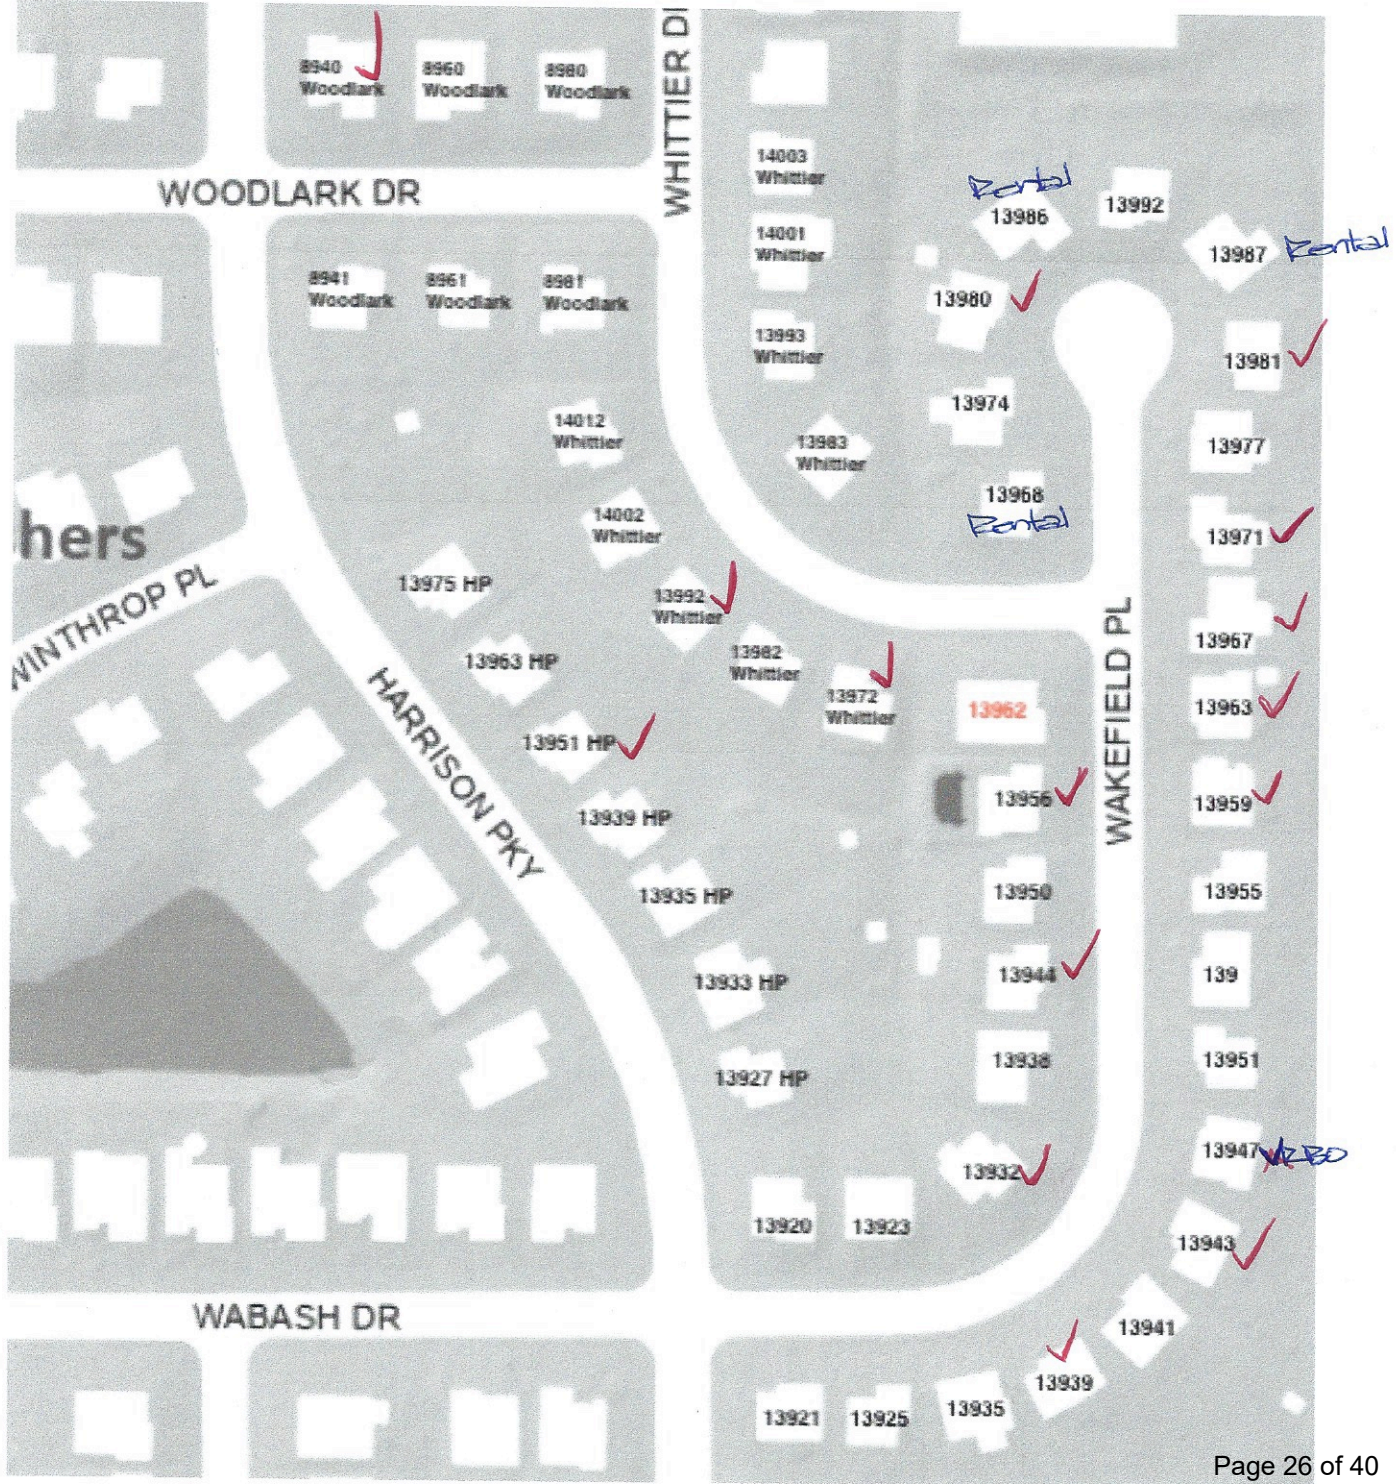 WHITTIER DI
8940
Woodlark
8960
Woodlark
8980
Woodlark
WOODLARK DR
14003
Whittier
14001
Whittier
13993
Whittier
13983
Whittier
Rental
13986
13992
13987 Rental
13980
13981
13974
13977
13968
Rental
13971
13967
13963
13959
13955
139
13951
13947 VRBO
13943
13941
13939
13935
13925
13921
8941
Woodlark
8961
Woodlark
8981
Woodlark
14012
Whittier
14002
Whittier
13992
Whittier
13982
Whittier
13972
Whittier
13962
13956
13950
13944
13938
13932
13923
13920
WAKEFIELD PL
hers
WINTHROP PL
HARRISON PKY
13975 HP
13963 HP
13951 HP
13939 HP
13935 HP
13933 HP
13927 HP
WABASH DR
Page 26 of 40